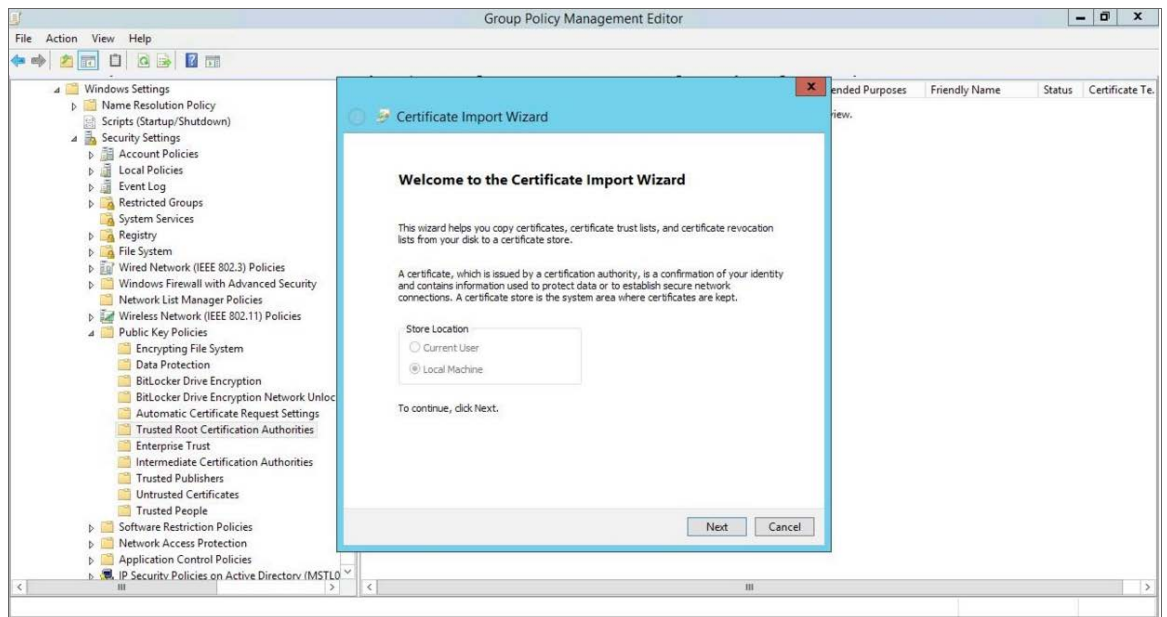 Group Policy Management Editor
File Action View Help
Windows Settings
Name Resolution Policy
Scripts (Startup/Shutdown)
Security Settings
Account Policies
Local Policies
Event Log
Restricted Groups
System Services
Registry
File System
Wired Network (IEEE 802.3) Policies
Windows Firewall with Advanced Security
Network List Manager Policies
Wireless Network (IEEE 802.11) Policies
Public Key Policies
Encrypting File System
Data Protection
BitLocker Drive Encryption
BitLocker Drive Encryption Network Unloc
Automatic Certificate Request Settings
Trusted Root Certification Authorities
Enterprise Trust
Intermediate Certification Authorities
Trusted Publishers
Untrusted Certificates
Trusted People
Software Restriction Policies
Network Access Protection
Application Control Policies
IP Security Policies on Active Directory (MSTL0
ended Purposes Friendly Name Status Certificate Te.
view.
Certificate Import Wizard
Welcome to the Certificate Import Wizard
This wizard helps you copy certificates, certificate trust lists, and certificate revocation
lists from your disk to a certificate store.
A certificate, which is issued by a certification authority, is a confirmation of your identity
and contains information used to protect data or to establish secure network
connections. A certificate store is the system area where certificates are kept.
Store Location
Current User
Local Machine
To continue, click Next.
Next Cancel